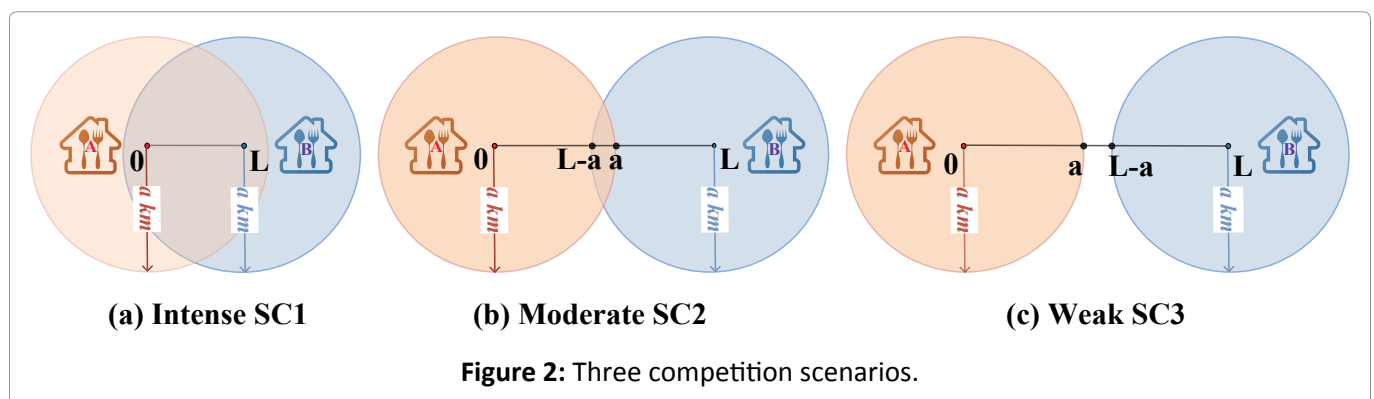 A
B
0
L
a km
a km
(a) Intense SC1
A
B
0
L-a
a
L
a km
a km
(b) Moderate SC2
A
B
0
a
L-a
L
a km
a km
(c) Weak SC3
Figure 2: Three competition scenarios.